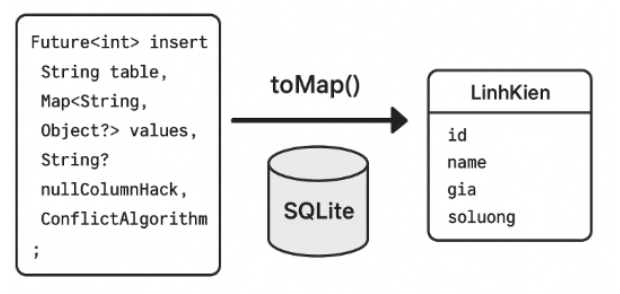 Future<int> insert
String table,
Map<String,
Object?> values,
String?
nullColumnHack,
ConflictAlgorithm
;
toMap()
SQLite
LinhKien
id
name
gia
soluong